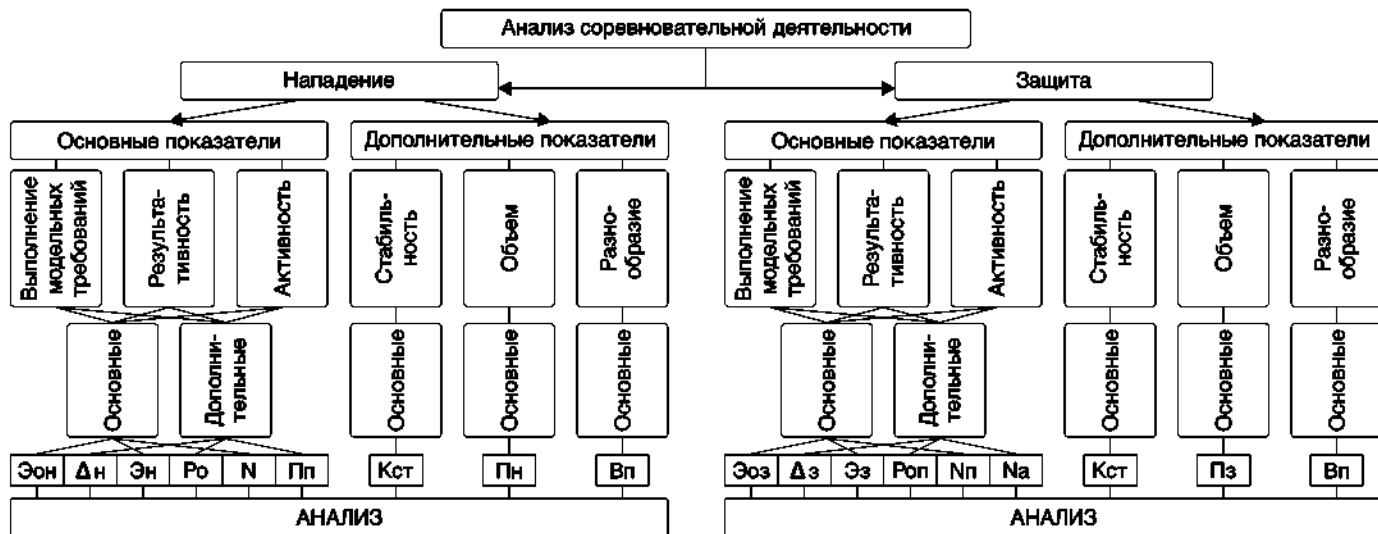 Анализ соревновательной деятельности
Нападение
Защита
Основные показатели
Дополнительные показатели
Основные показатели
Дополнительные показатели
Выполнение
модельных
требований
Результа-
тивность
Активность
Стабиль-
ность
Объем
Разно-
образие
Выполнение
модельных
требований
Результа-
тивность
Активность
Стабиль-
ность
Объем
Разно-
образие
Основные
Дополни-
тельные
Основные
Основные
Основные
Основные
Дополни-
тельные
Основные
Основные
Основные
Эон Δн Эн Ро N Пп Кст Пн Вп
Эоз Δз Эз Роп Nп Na Кст Пз Вп
АНАЛИЗ
АНАЛИЗ